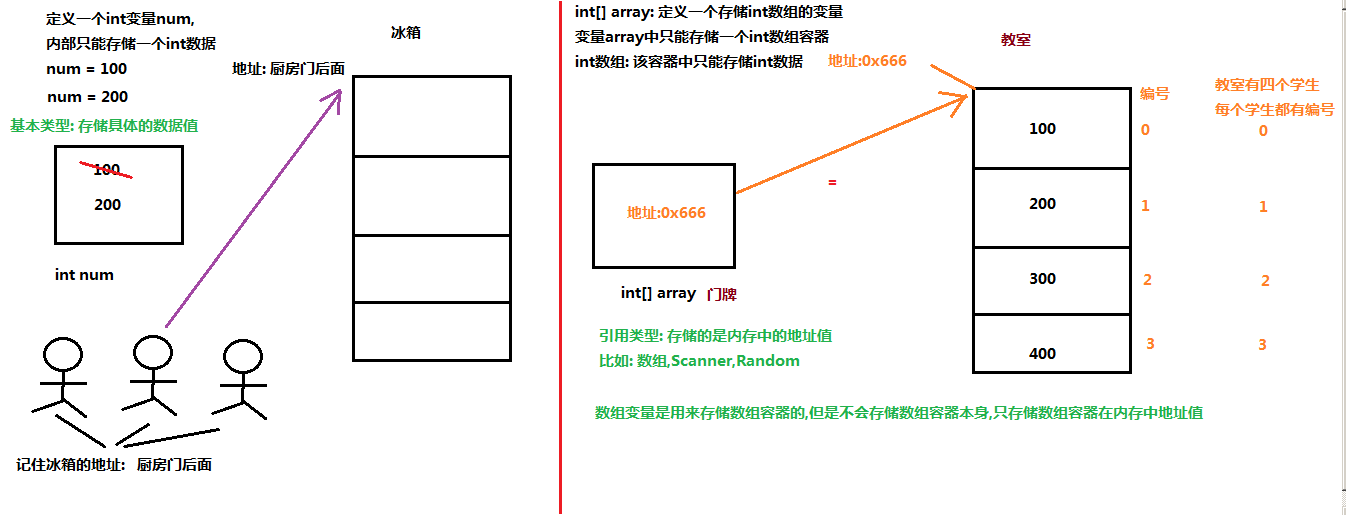 定义一个int变量num,
内部只能存储一个int数据
num = 100
num = 200
基本类型: 存储具体的数据值
100
200
int num
冰箱
地址: 厨房门后面
记住冰箱的地址: 厨房门后面
int[] array: 定义一个存储int数组的变量
变量array中只能存储一个int数组容器
int数组: 该容器中只能存储int数据
地址:0x666
教室
编号
教室有四个学生
每个学生都有编号
100 0 0
200 1 1
300 2 2
400 3 3
=
地址:0x666
int[] array 门牌
引用类型: 存储的是内存中的地址值
比如: 数组,Scanner,Random
数组变量是用来存储数组容器的,但是不会存储数组容器本身,只存储数组容器在内存中地址值